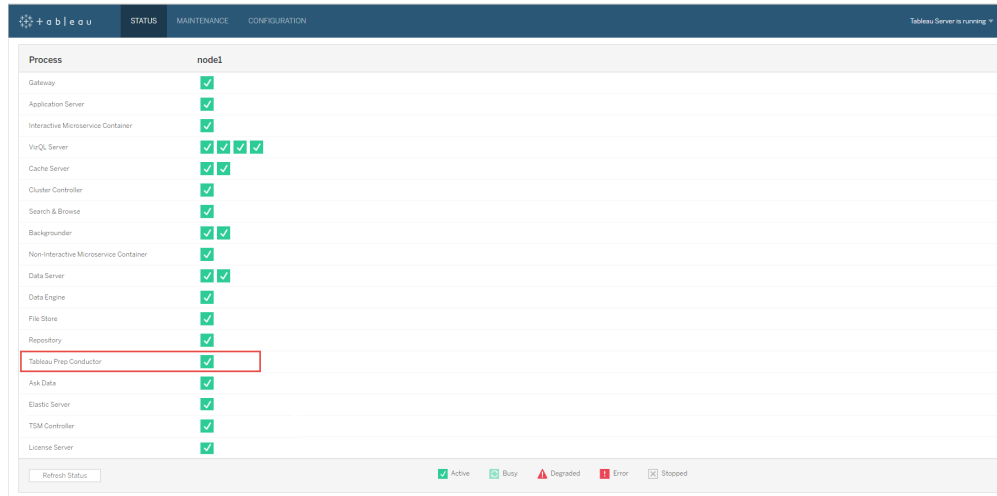 tableau STATUS MAINTENANCE CONFIGURATION Tableau Server is running
Process node1
Gateway
Application Server
Interactive Microservice Container
VizQL Server
Cache Server
Cluster Controller
Search & Browse
Backgrounder
Non-Interactive Microservice Container
Data Server
Data Engine
File Store
Repository
Tableau Prep Conductor
Ask Data
Elastic Server
TSM Controller
License Server
Refresh Status Active Busy Degraded Error Stopped